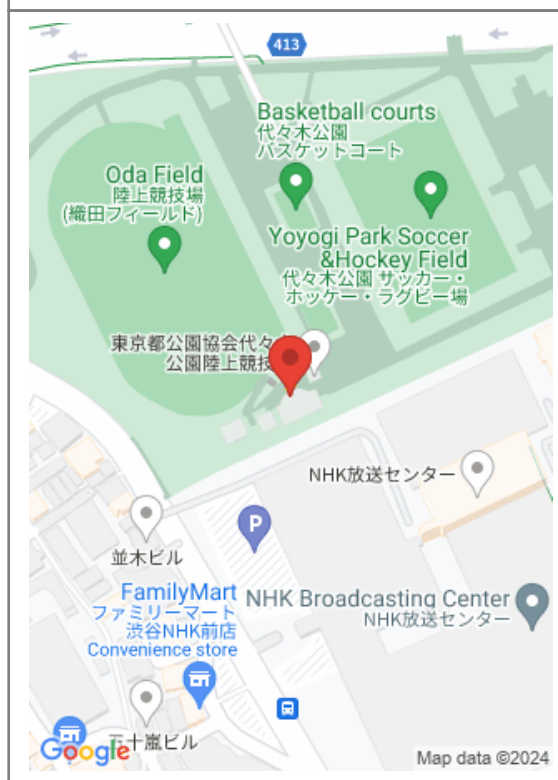 413
Basketball courts
代々木公園
バスケットコート
Oda Field
陸上競技場
(織田フィールド)
Yoyogi Park Soccer
&Hockey Field
代々木公園 サッカー・
ホッケー・ラグビー場
東京都公園協会代々
公園陸上競技
NHK放送センター
P
並木ビル
FamilyMart
ファミリーマート
渋谷NHK前店
Convenience store
NHK Broadcasting Center
NHK放送センター
十嵐ビル
Google
Map data ©2024